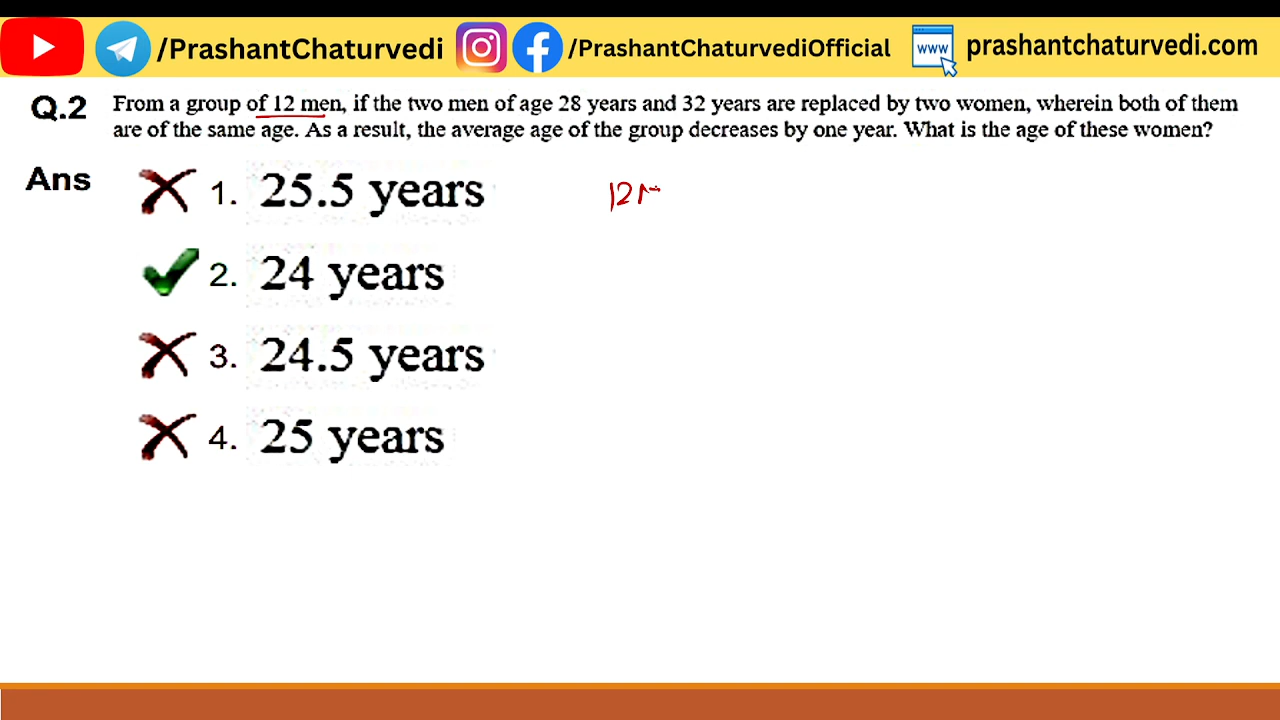 /PrashantChaturvedi /PrashantChaturvediOfficial prashantchaturvedi.com
www
Q.2 From a group of 12 men, if the two men of age 28 years and 32 years are replaced by two women, wherein both of them
are of the same age. As a result, the average age of the group decreases by one year. What is the age of these women?
Ans
1. 25.5 years
12
2. 24 years
3. 24.5 years
4. 25 years